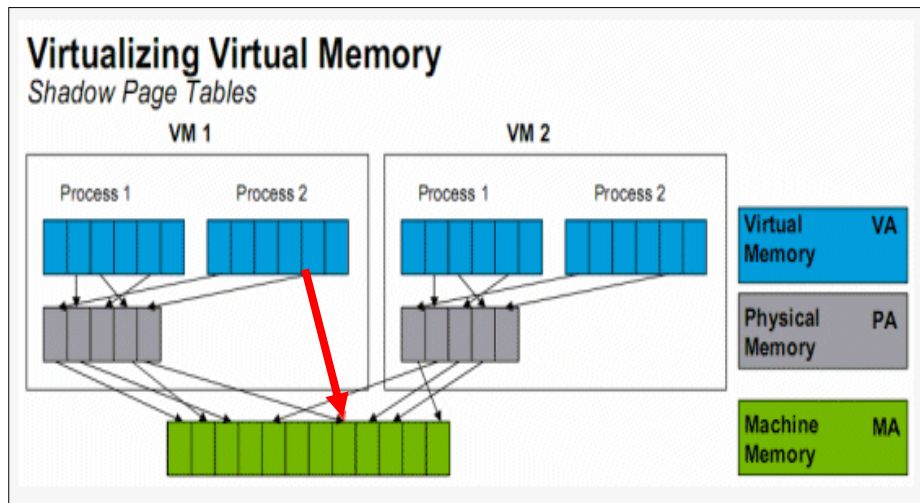 Virtualizing Virtual Memory
Shadow Page Tables
VM 1
VM 2
Process 1
Process 2
Process 1
Process 2
Virtual Memory VA
Physical Memory PA
Machine Memory MA